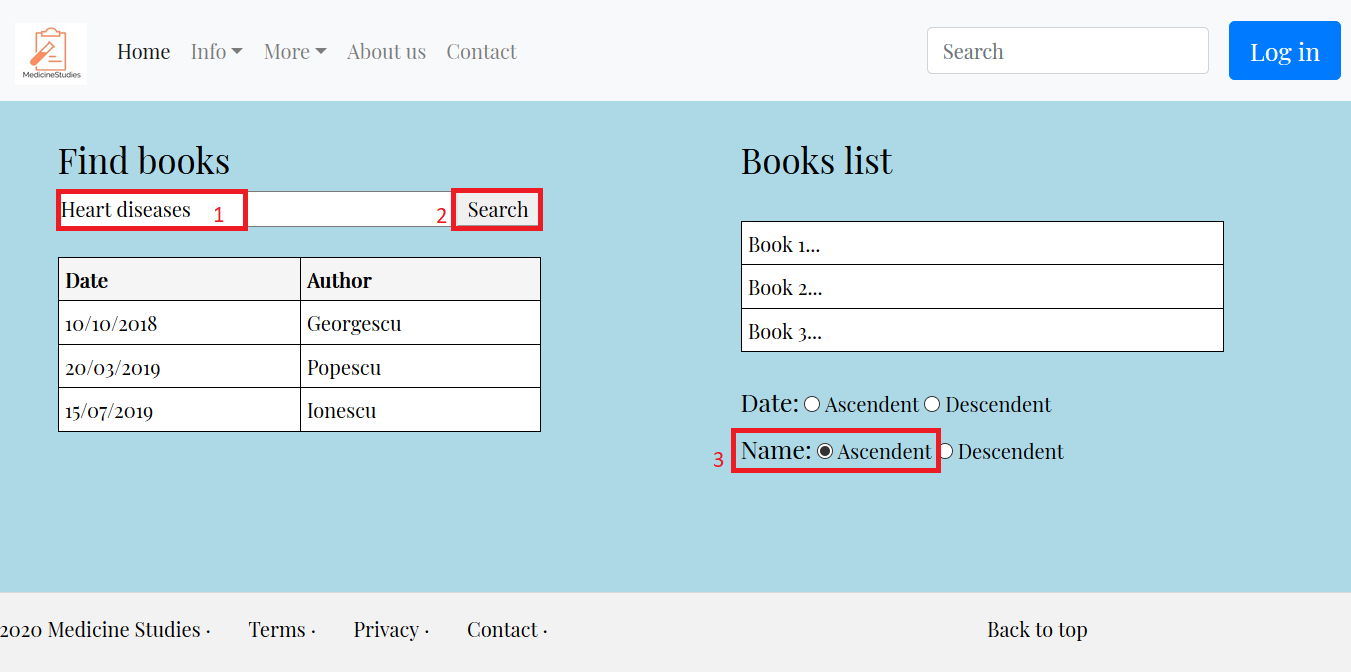 MedicineStudies
Home Info More About us Contact Search Log in
Find books
Heart diseases 1 2 Search
Date Author
10/10/2018 Georgescu
20/03/2019 Popescu
15/07/2019 Ionescu
Books list
Book 1...
Book 2...
Book 3...
Date: Ascendent Descendent
3 Name: Ascendent Descendent
2020 Medicine Studies · Terms · Privacy · Contact · Back to top